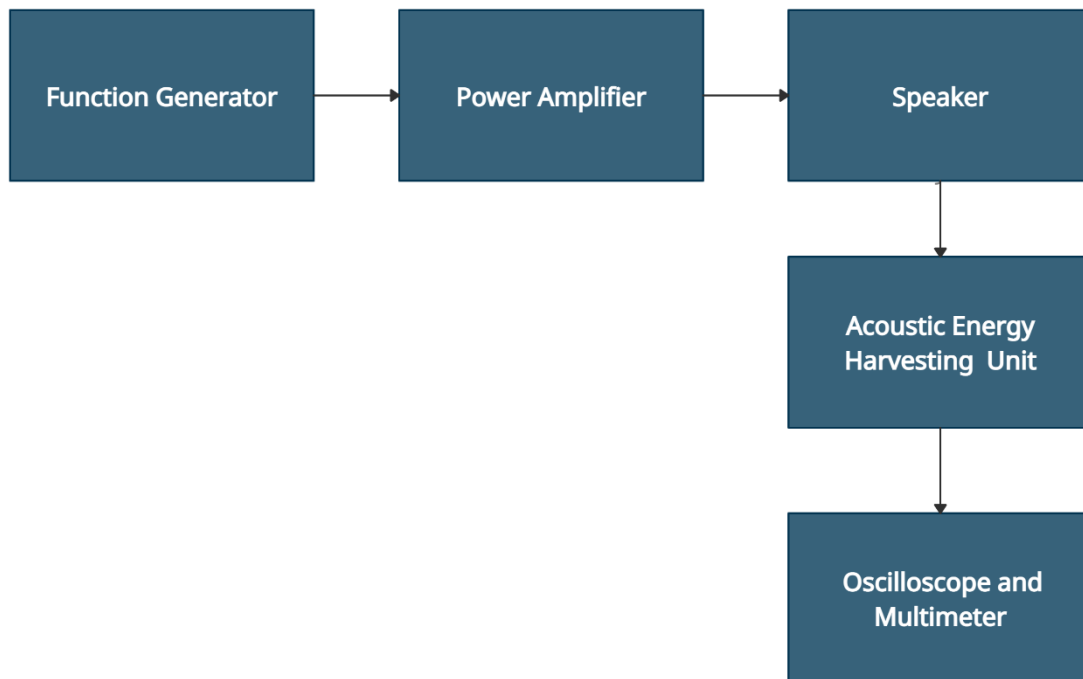 Function Generator
Power Amplifier
Speaker
Acoustic Energy
Harvesting  Unit
Oscilloscope and
Multimeter